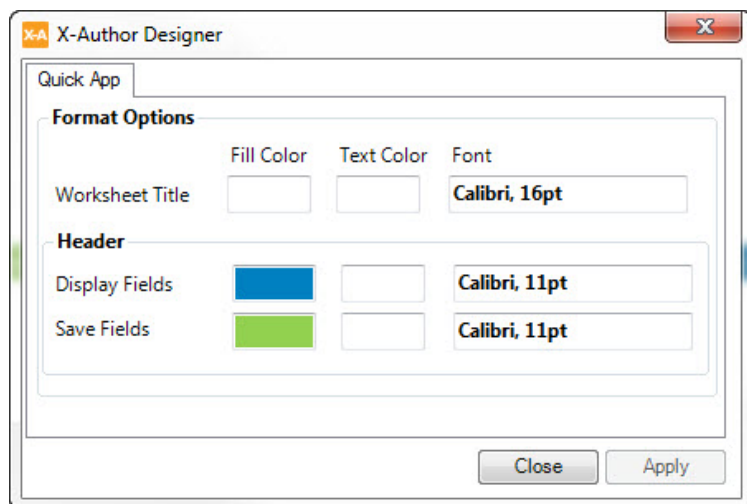 X-A X-Author Designer
X
Quick App
Format Options
Fill Color Text Color Font
Worksheet Title Calibri, 16pt
Header
Display Fields Calibri, 11pt
Save Fields Calibri, 11pt
Close Apply